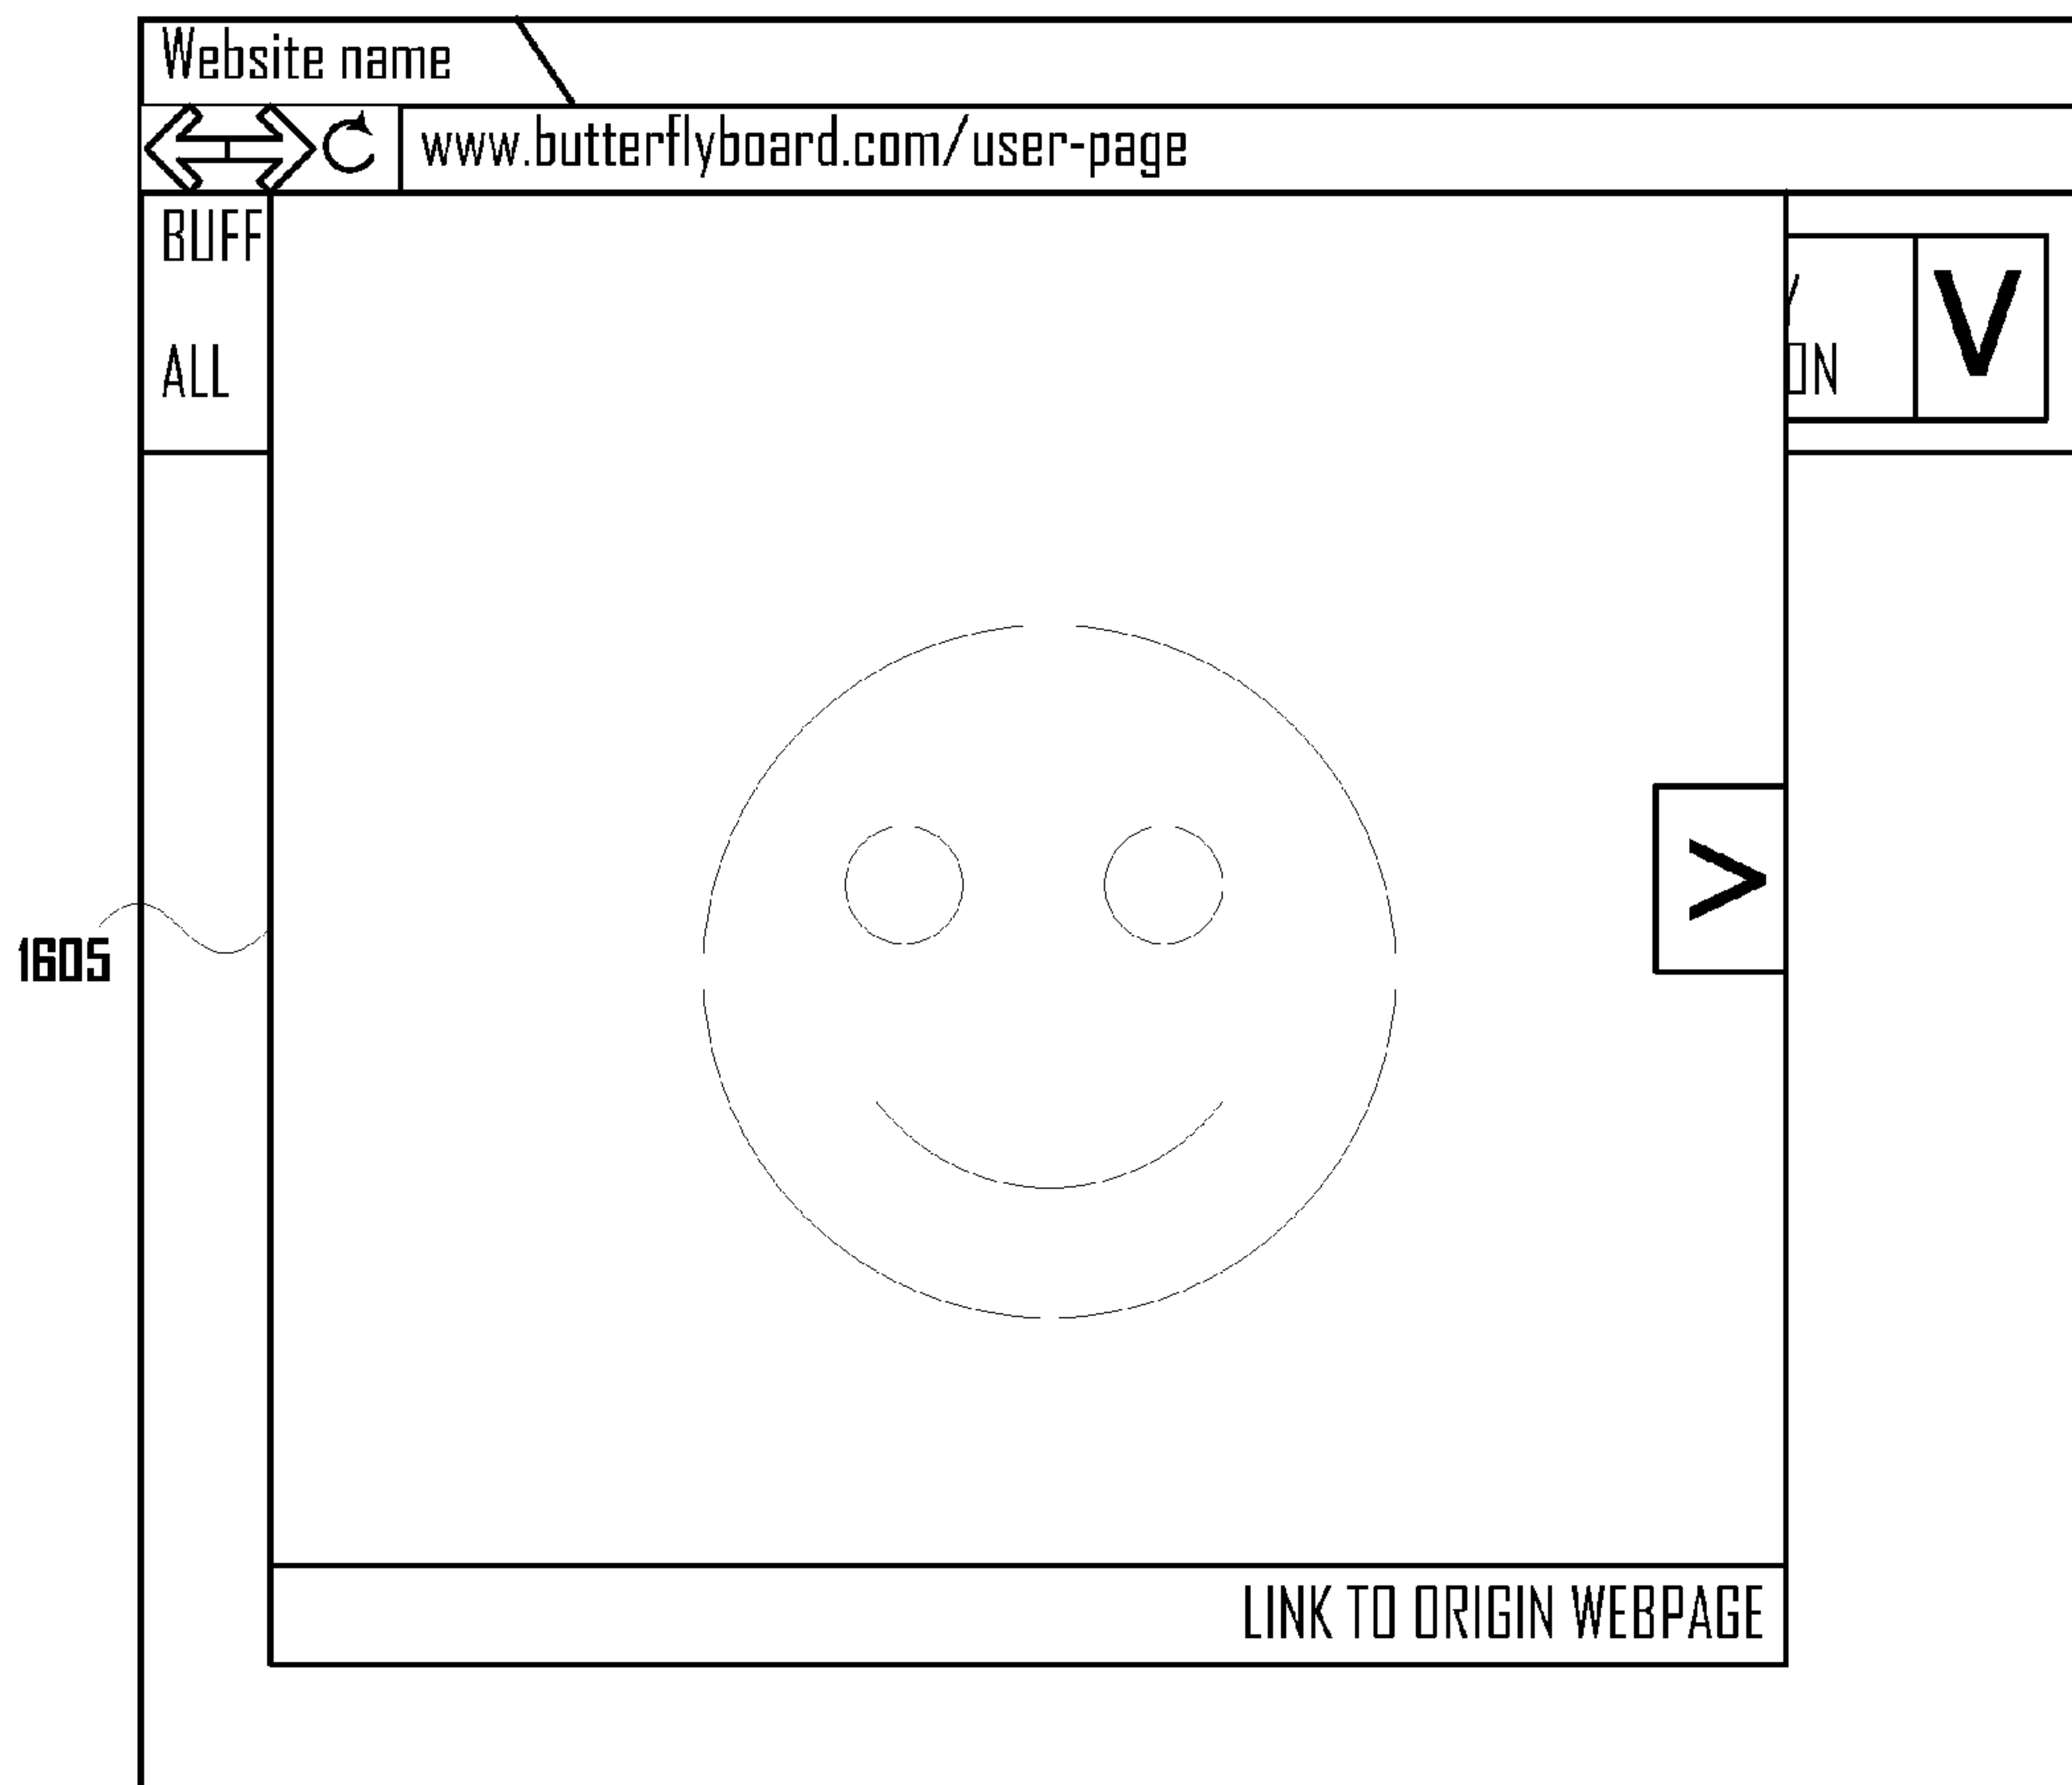 Website name
www.butterflyboard.com/user-page
BUFF
V
ALL
ON
>
1605
LINK TO ORIGIN WEBPAGE